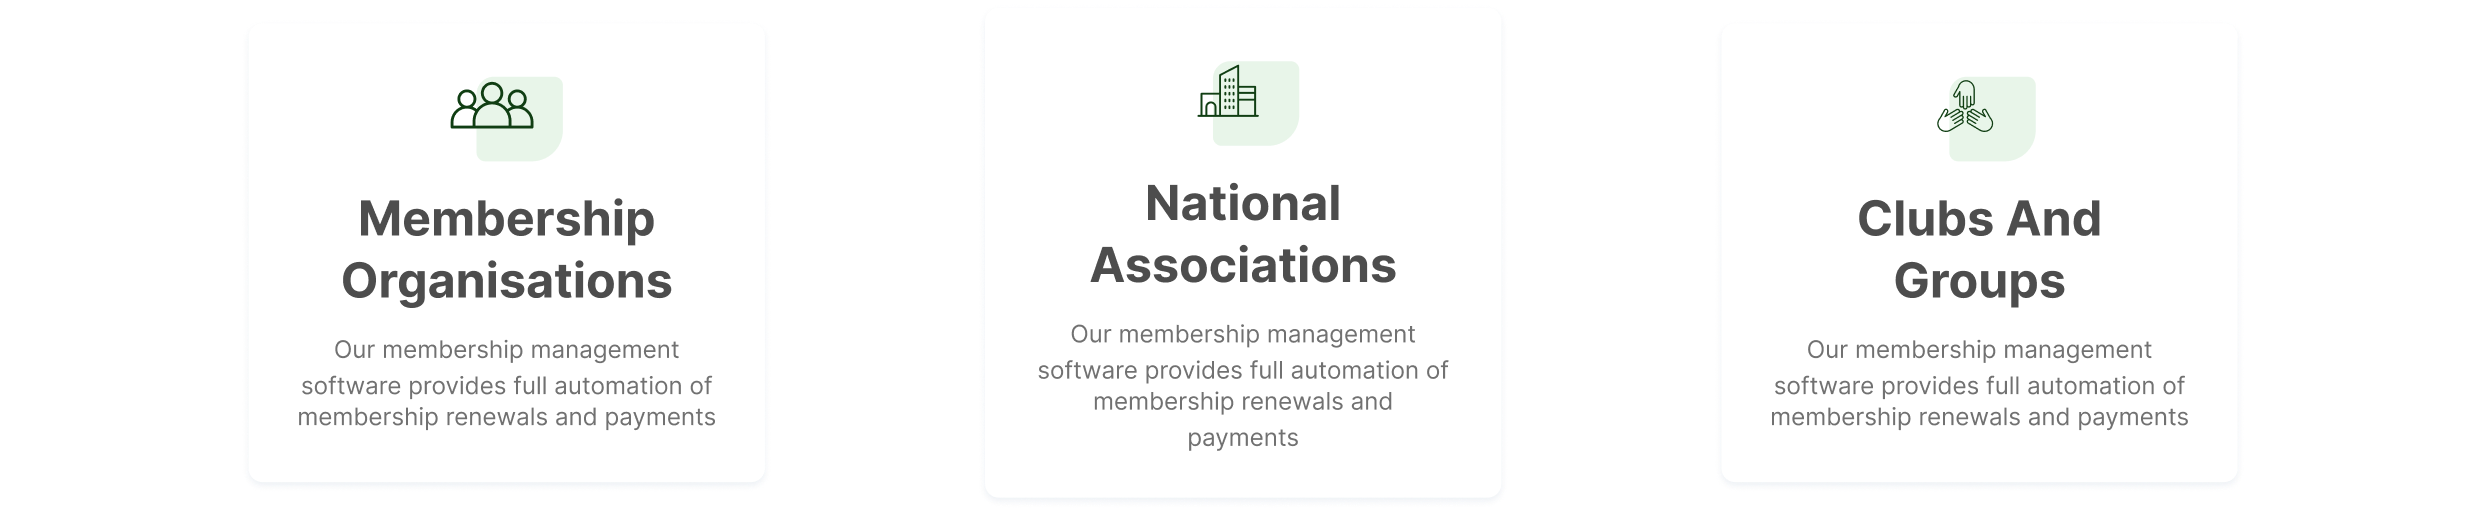 Membership
Organisations
Our membership management
software provides full automation of
membership renewals and payments
National
Associations
Our membership management
software provides full automation of
membership renewals and
payments
Clubs And
Groups
Our membership management
software provides full automation of
membership renewals and payments